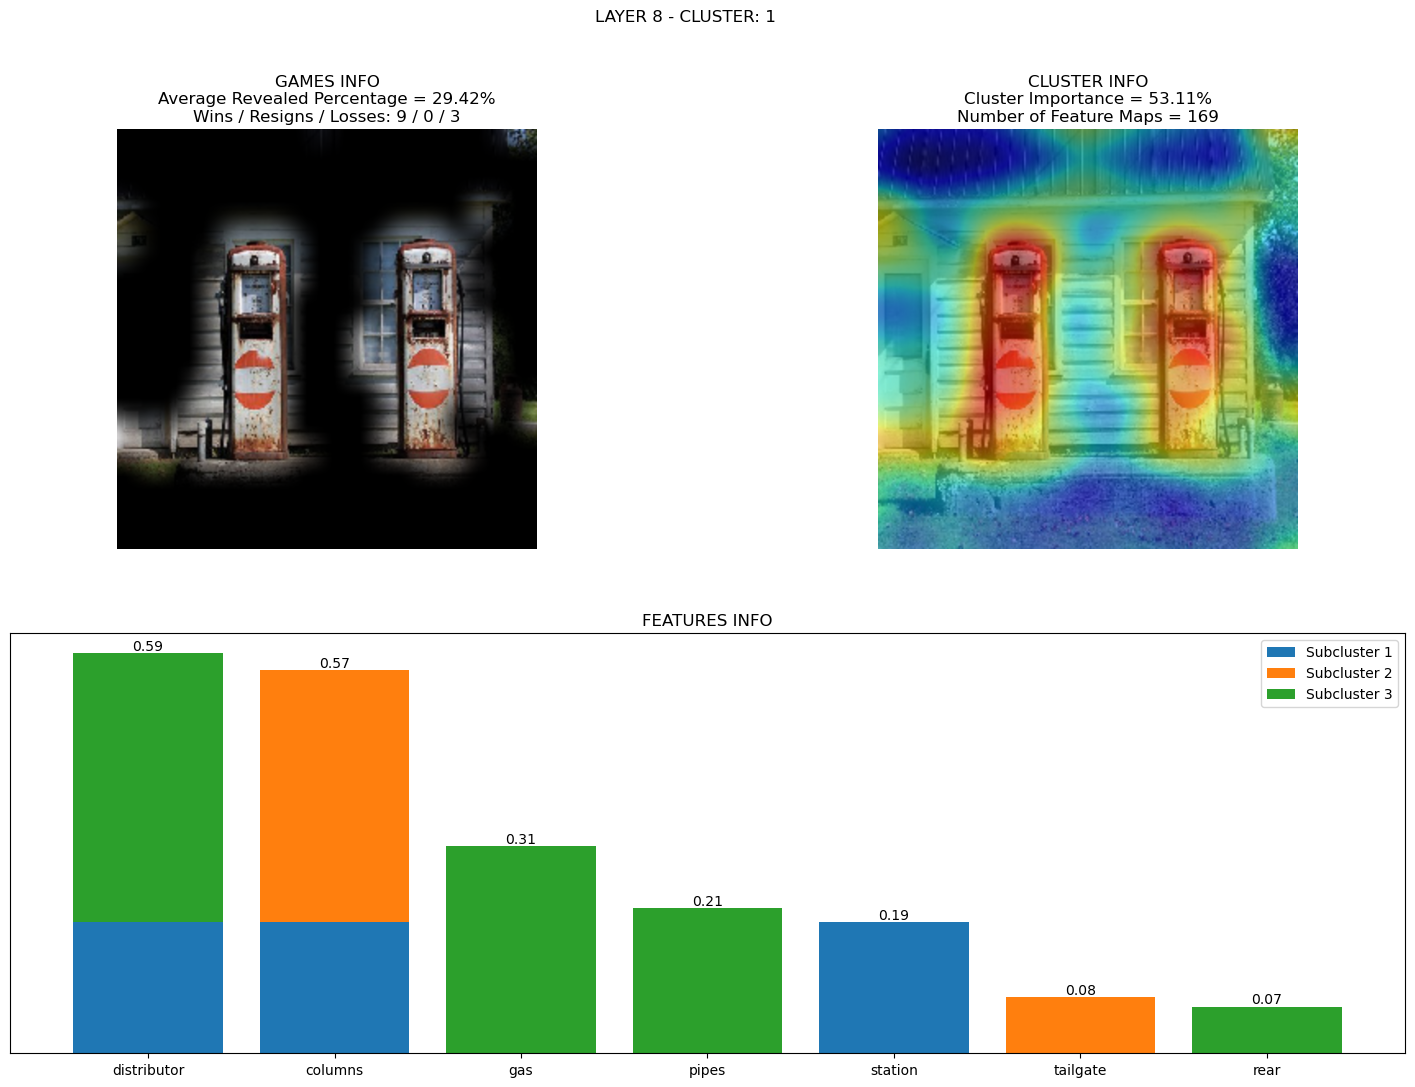 LAYER 8 - CLUSTER: 1
GAMES INFO
Average Revealed Percentage = 29.42%
Wins / Resigns / Losses: 9 / 0 / 3
CLUSTER INFO
Cluster Importance = 53.11%
Number of Feature Maps = 169
FEATURES INFO
0.59
0.57
0.31
0.21
0.19
0.08
0.07
Subcluster 1
Subcluster 2
Subcluster 3
distributor
columns
gas
pipes
station
tailgate
rear